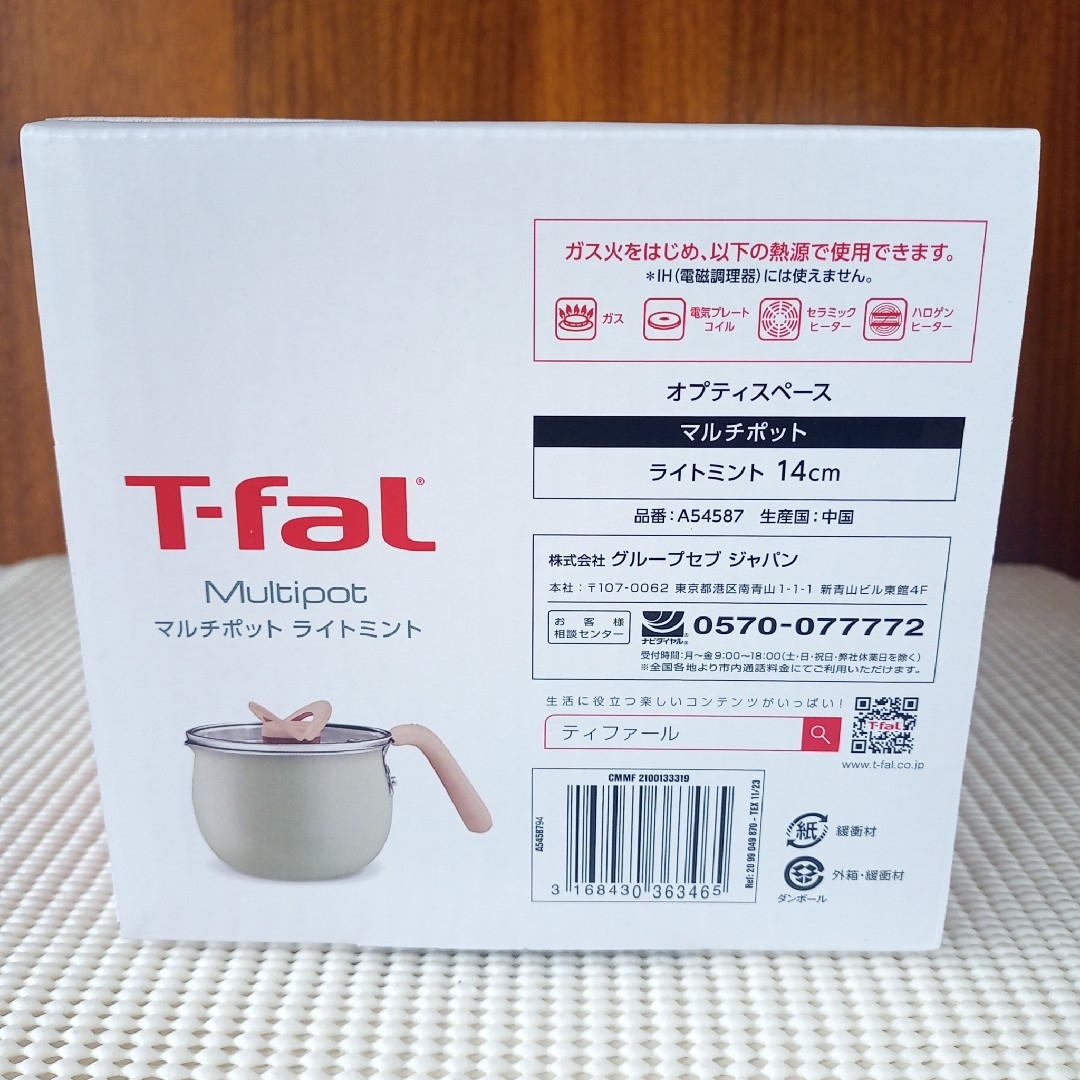 T-fal®
Multipot
マルチポット ライトミント
ガス火をはじめ、以下の熱源で使用できます。
*IH(電磁調理器)には使えません。
ガス
電気プレート
コイル
セラミック
ヒーター
ハロゲン
ヒーター
オプティスペース
マルチポット
ライトミント 14cm
品番:A54587 生産国:中国
株式会社 グループセブ ジャパン
本社:〒107-0062 東京都港区南青山1-1-1 新青山ビル東館4F
お客様
相談センター
ナビダイヤル®
0570-077772
受付時間:月〜金9:00〜18:00(土・日・祝日・弊社休業日を除く)
※全国各地より市内通話料金にてご利用いただけます。
生活に役立つ楽しいコンテンツがいっぱい!
ティファール
T-fal
www.t-fal.co.jp
CMMF 2100133319
A5458794
Ref: 20 99 049 870 - TEX 11/23
3 168430 363465
紙
緩衝材
ダンボール
外箱・緩衝材